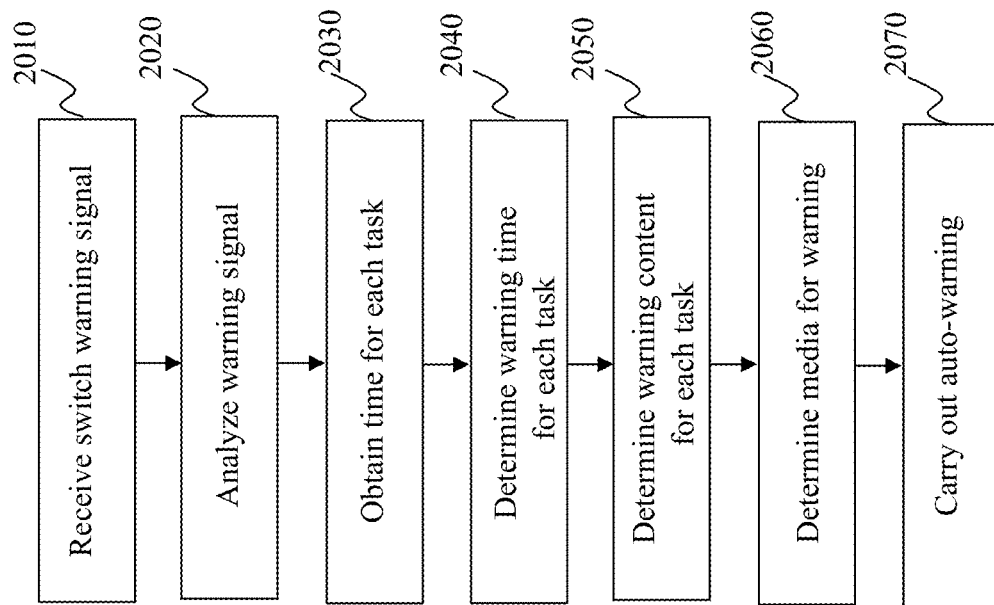 Receive switch warning signal
2010
Analyze warning signal
2020
Obtain time for each task
2030
Determine warning time
for each task
2040
Determine warning content
for each task
2050
Determine media for warning
2060
Carry out auto-warning
2070